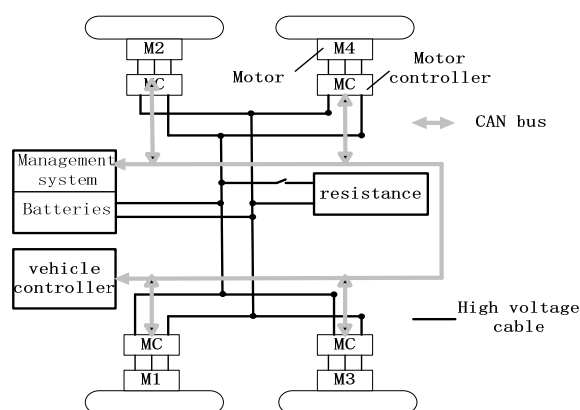 M2
M4
MC
MC
Motor
Motor
controller
CAN bus
Management
system
Batteries
resistance
vehicle
controller
High voltage
cable
MC
MC
M1
M3